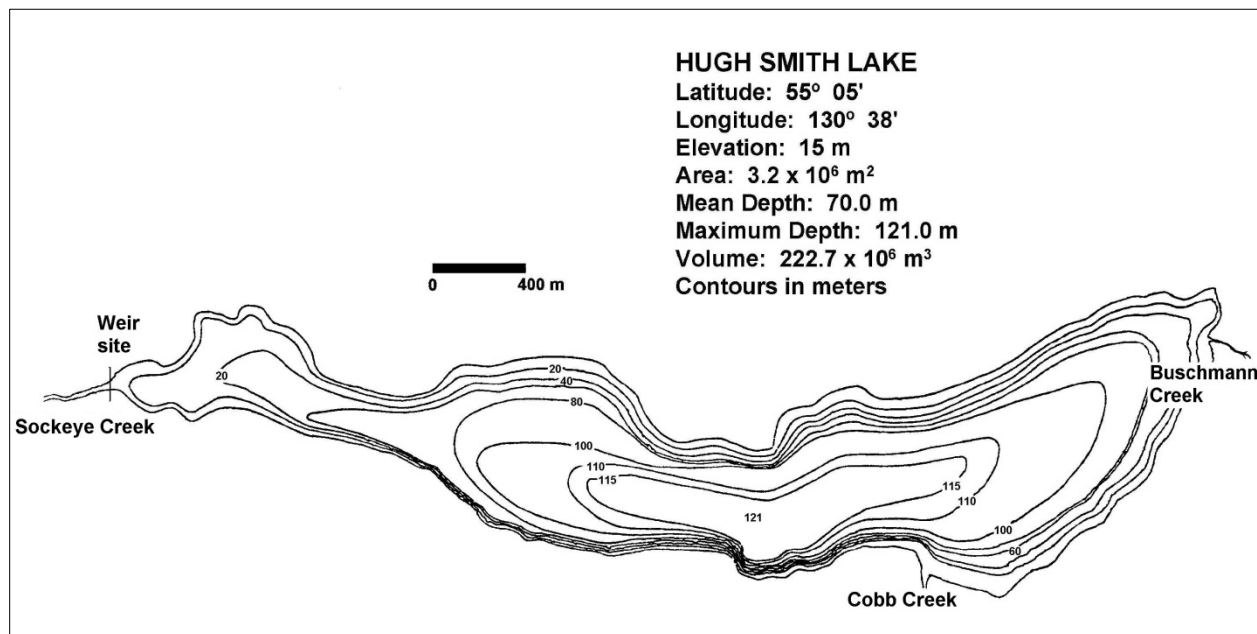 HUGH SMITH LAKE
Latitude: 55º 05'
Longitude: 130º 38'
Elevation: 15 m
Area: 3.2 x 10⁶ m²
Mean Depth: 70.0 m
Maximum Depth: 121.0 m
Volume: 222.7 x 10⁶ m³
Contours in meters
0 400 m
Weir
site
Sockeye Creek
20
20
40
80
100
110
115
121
115
110
100
60
Buschmann
Creek
Cobb Creek